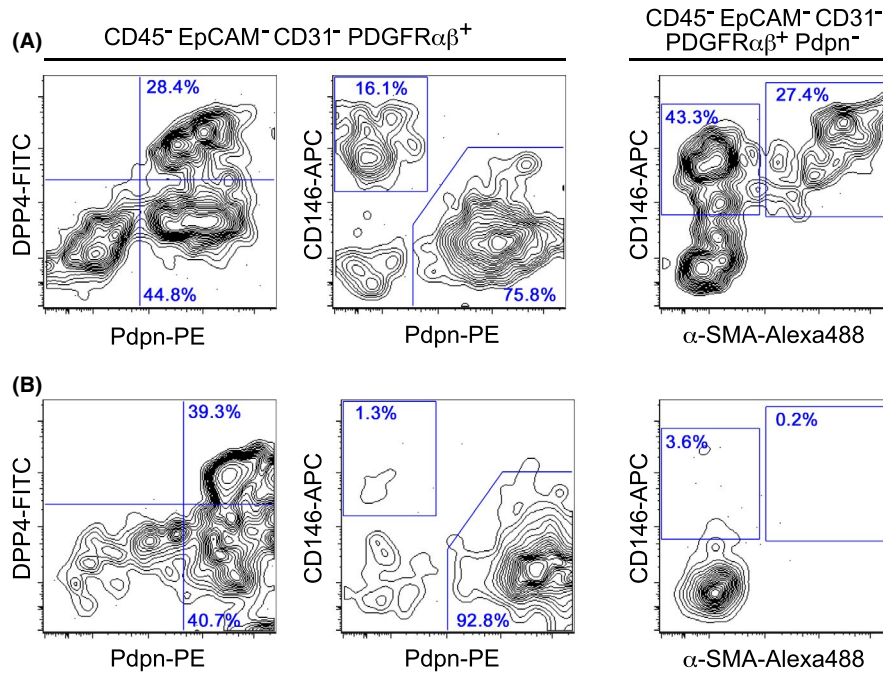 (A)
CD45⁻ EpCAM⁻ CD31⁻ PDGFRαβ⁺
CD45⁻ EpCAM⁻ CD31⁻
PDGFRαβ⁺ Pdpn⁻
28.4%
44.8%
DPP4-FITC
Pdpn-PE
16.1%
75.8%
CD146-APC
Pdpn-PE
43.3%
27.4%
CD146-APC
α-SMA-Alexa488
(B)
39.3%
40.7%
DPP4-FITC
Pdpn-PE
1.3%
92.8%
CD146-APC
Pdpn-PE
3.6%
0.2%
CD146-APC
α-SMA-Alexa488